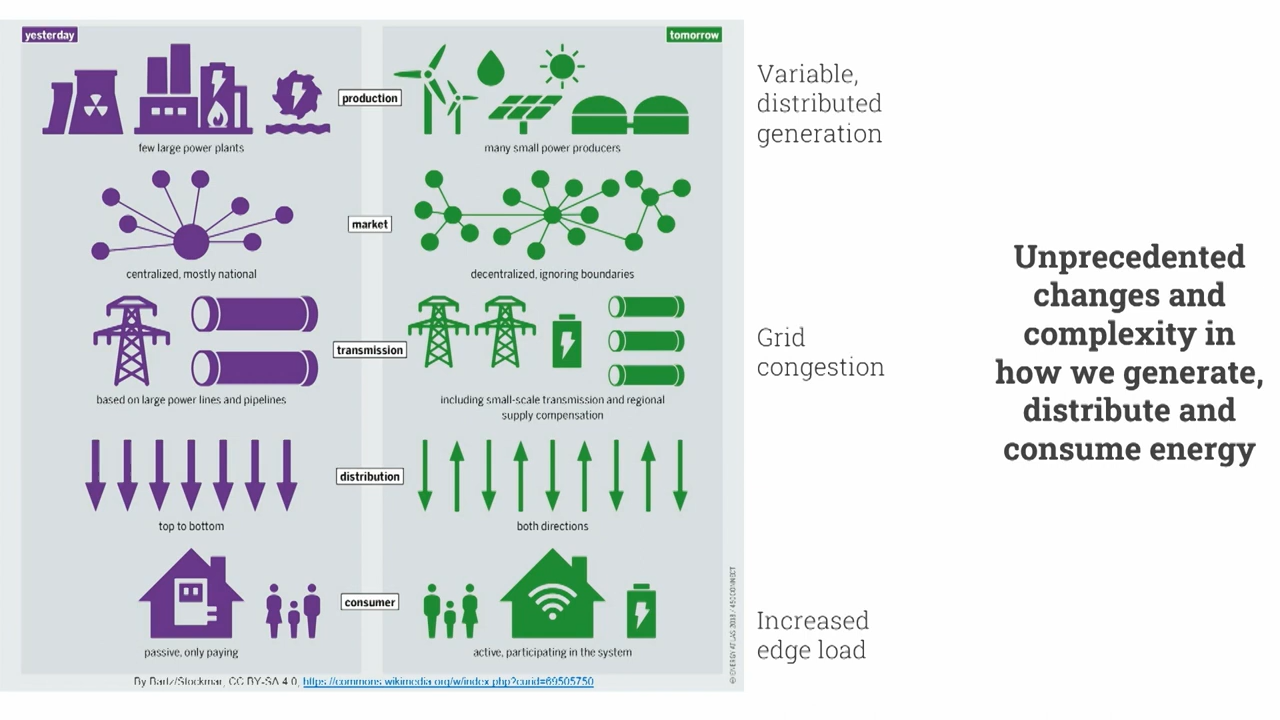 yesterday
tomorrow
production
few large power plants
many small power producers
market
centralized, mostly national
decentralized, ignoring boundaries
transmission
based on large power lines and pipelines
including small-scale transmission and regional
supply compensation
distribution
top to bottom
both directions
consumer
passive, only paying
active, participating in the system
By Bartz/Stockmar, CC BY-SA 4.0, https://commons.wikimedia.org/w/index.php?curid=69505750
Variable,
distributed
generation
Grid
congestion
Increased
edge load
Unprecedented
changes and
complexity in
how we generate,
distribute and
consume energy